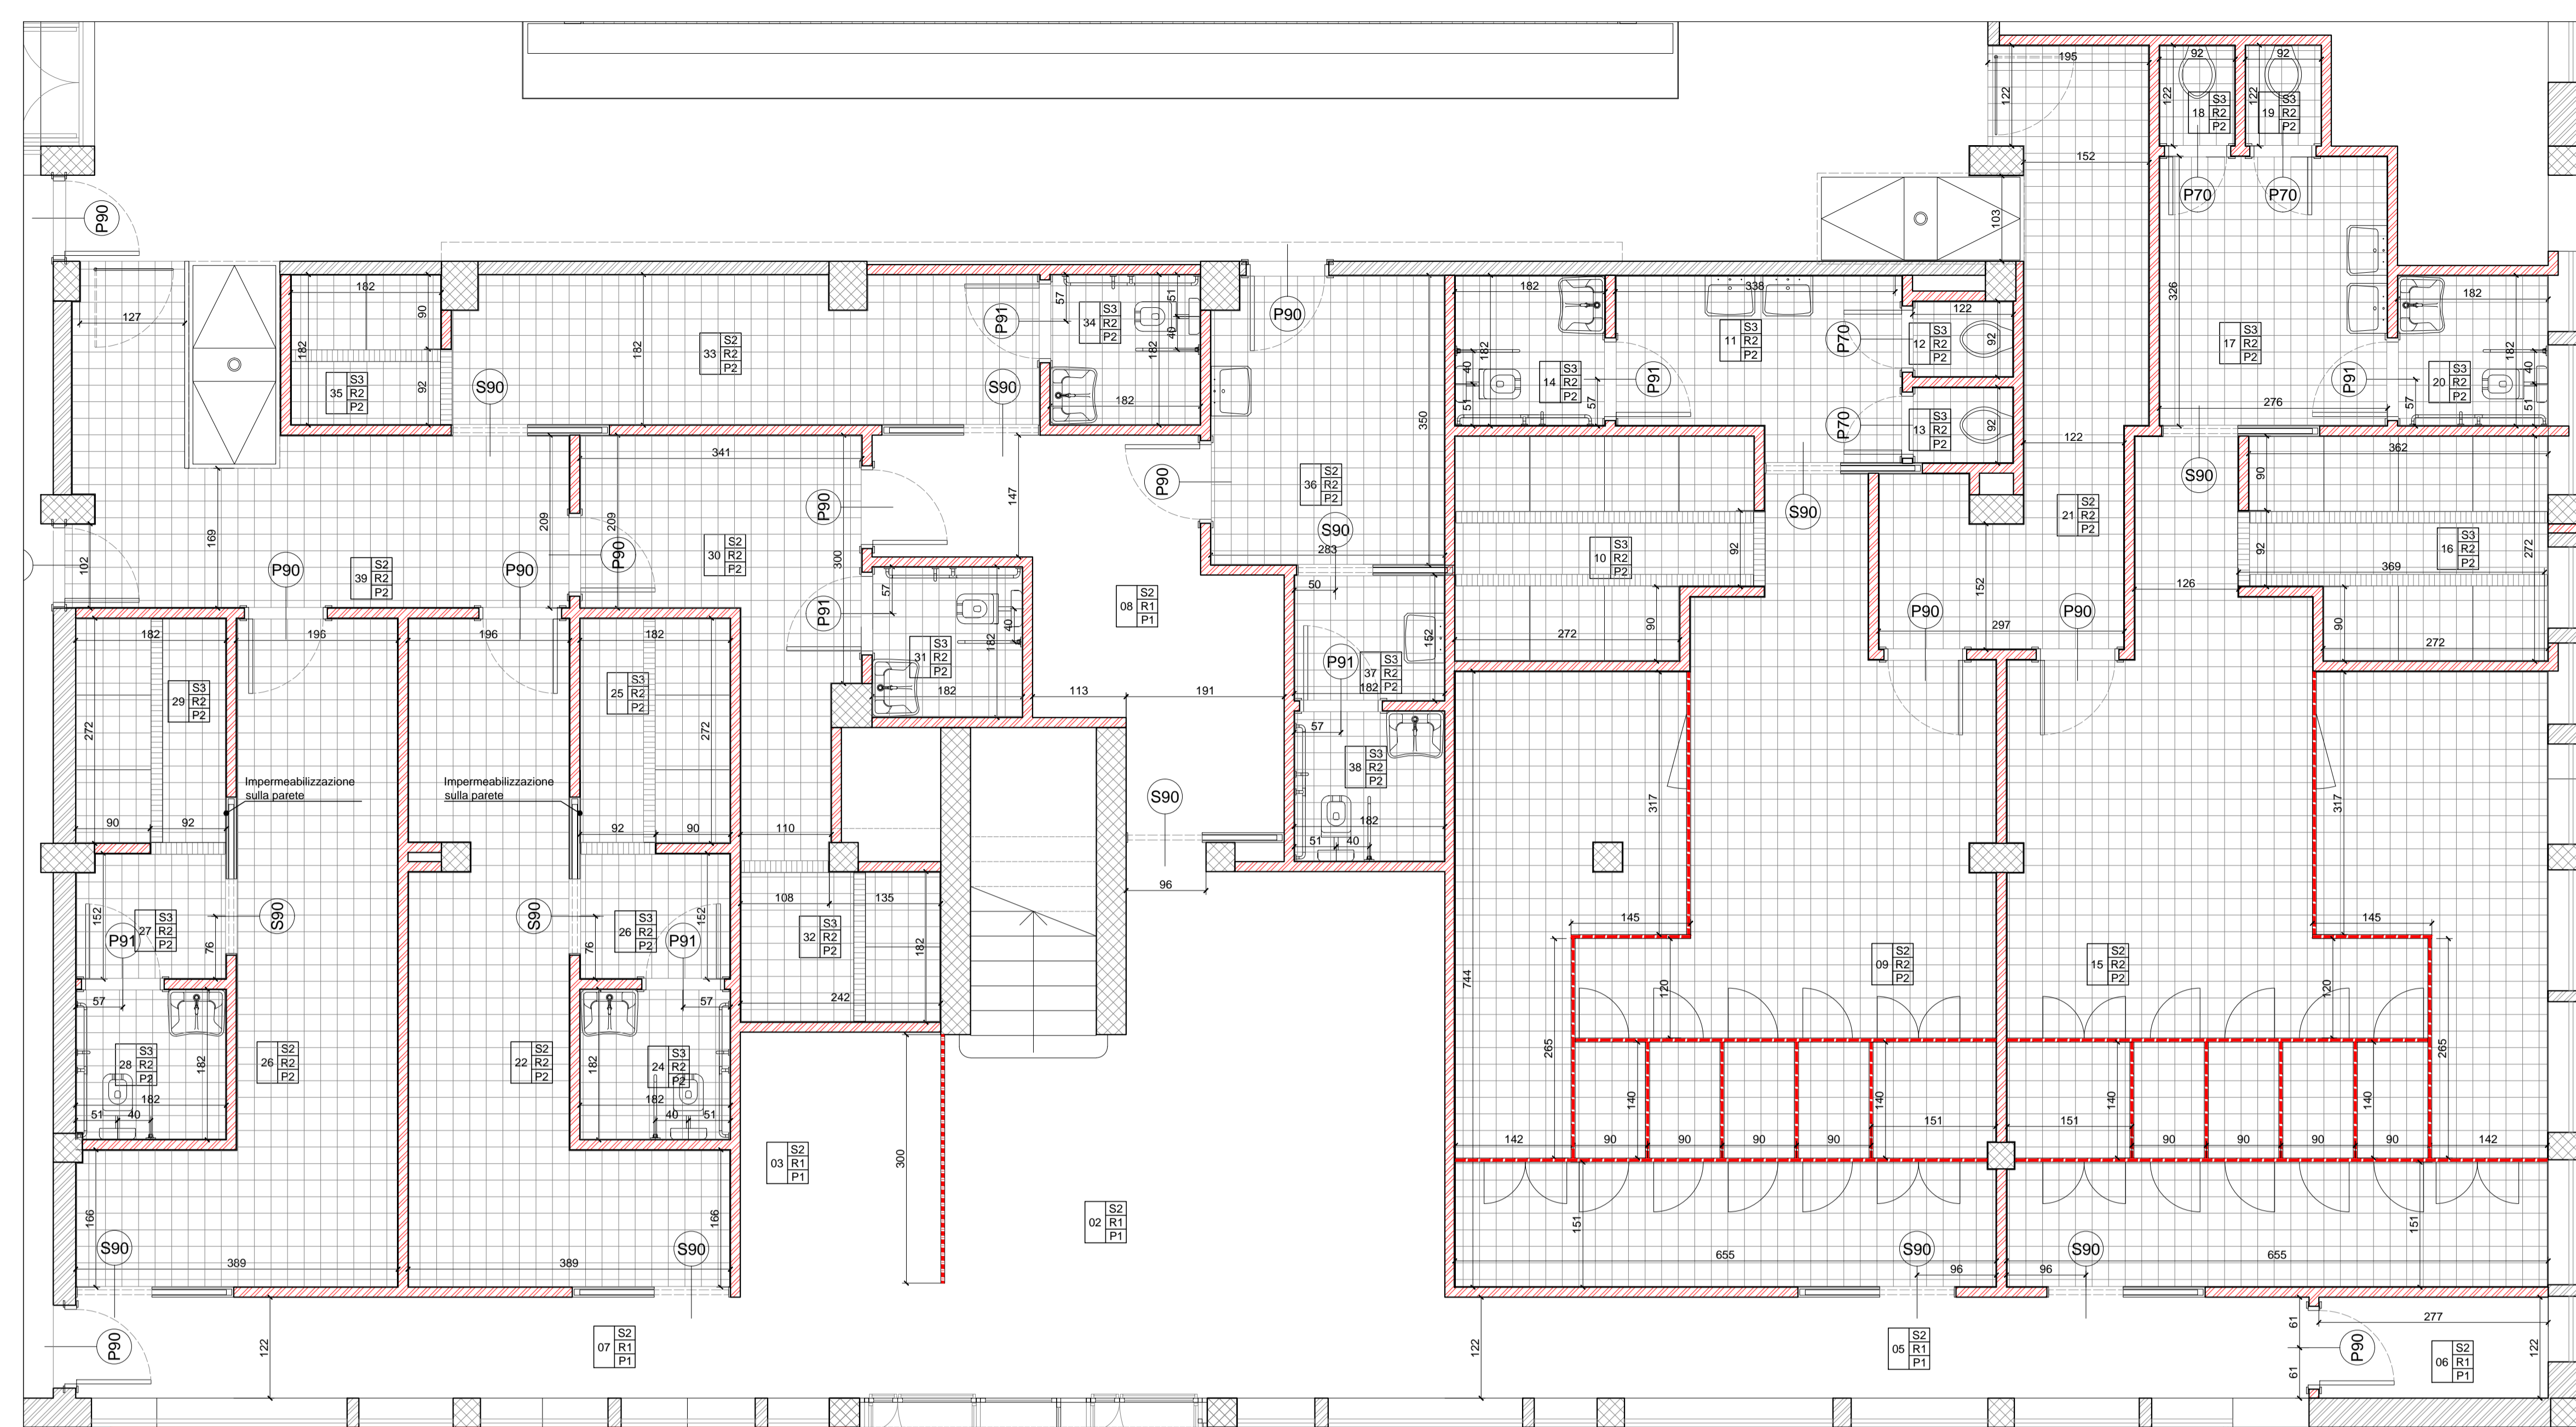 195
92
92
122
122
122
18 S3 R2 P2
19 S3 R2 P2
152
P70
P70
P90
103
326
182
90
127
182
182
33 S2 R2 P2
35 S3 R2 P2
92
S90
S90
P91
57
34 S3 R2 P2
51
40
182
182
P90
350
182
182
40
51
14 S3 R2 P2
57
P91
338
11 S3 R2 P2
P70
12 S3 R2 P2
122
92
P70
13 S3 R2 P2
92
17 S3 R2 P2
P91
276
182
182
20 S3 R2 P2
57
40
51
341
147
P90
36 S2 R2 P2
S90
283
S90
122
S90
362
90
209
209
169
102
P90
39 S2 R2 P2
P90
P90
30 S2 R2 P2
300
P90
P91
57
40
182
31 S3 R2 P2
182
08 S2 R1 P1
50
152
37 S3 R2 P2
P91
182
10 S3 R2 P2
92
90
272
21 S2 R2 P2
152
P90
P90
297
126
92
369
16 S3 R2 P2
272
90
272
182
196
196
182
29 S3 R2 P2
25 S3 R2 P2
272
272
113
191
57
38 S3 R2 P2
Impermeabilizzazione
sulla parete
Impermeabilizzazione
sulla parete
S90
317
317
90
92
92
90
110
182
51
40
96
108
135
152
27 S3 R2 P2
P91
76
S90
S90
76
26 S3 R2 P2
P91
152
32 S3 R2 P2
182
145
145
744
09 S2 R2 P2
15 S2 R2 P2
120
120
57
57
242
28 S3 R2 P2
182
182
26 S2 R2 P2
22 S2 R2 P2
182
24 S3 R2 P2
182
265
265
140
140
140
140
51
40
40
51
151
151
142
90
90
90
90
90
90
90
90
142
03 S2 R1 P1
300
02 S2 R1 P1
166
166
S90
S90
389
389
151
151
655
S90
S90
655
96
96
P90
122
07 S2 R1 P1
122
05 S2 R1 P1
61
61
277
P90
06 S2 R1 P1
122